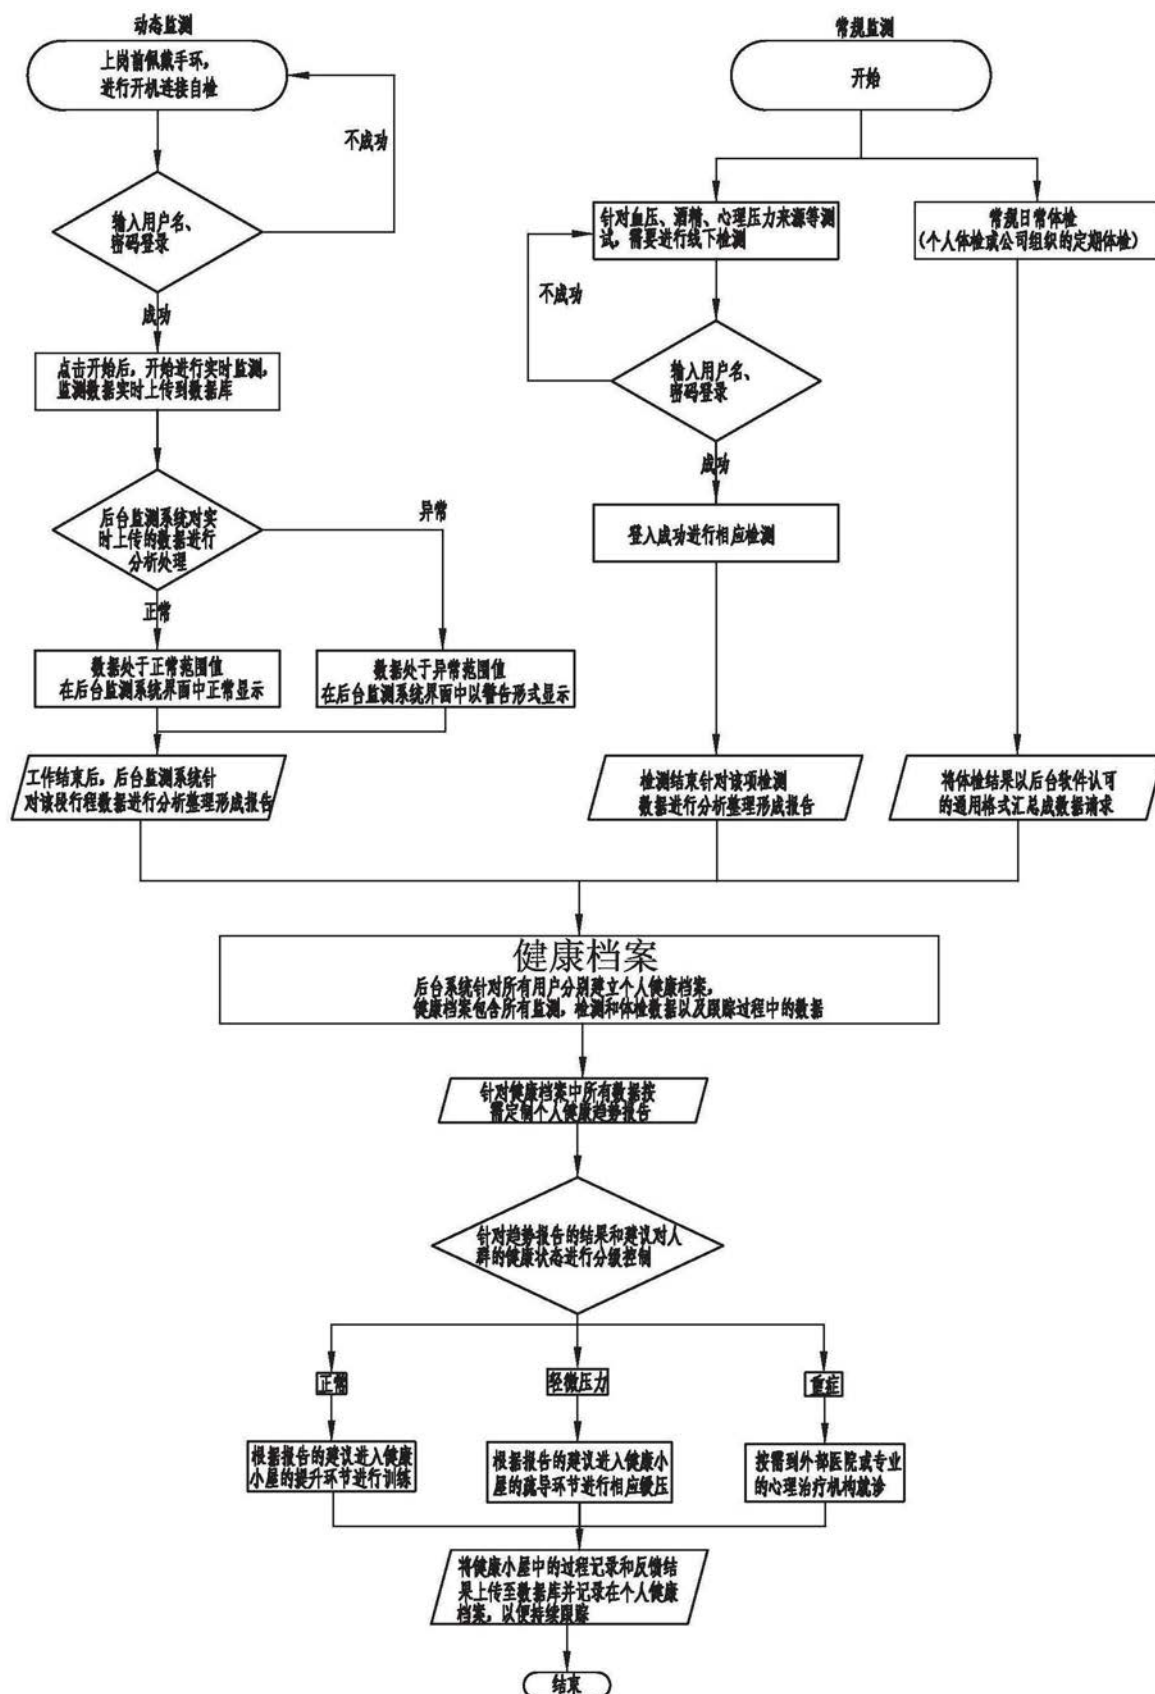 动态监测
上岗前佩戴手环，
进行开机连接自检
不成功
输入用户名、
密码登录
成功
点击开始后，开始进行实时监测，
监测数据实时上传到数据库
后台监测系统对实
时上传的数据进行
分析处理
异常
正常
数据处于正常范围值
在后台监测系统界面中正常显示
数据处于异常范围值
在后台监测系统界面中以警告形式显示
工作结束后，后台监测系统针
对该段行程数据进行分析整理形成报告
常规监测
开始
针对血压、酒精、心理压力来源等测
试，需要进行线下检测
不成功
输入用户名、
密码登录
成功
登入成功进行相应检测
检测结束针对该项检测
数据进行分析整理形成报告
常规日常体检
（个人体检或公司组织的定期体检）
将体检结果以后台软件认可
的通用格式汇总成数据请求
健康档案
后台系统针对所有用户分别建立个人健康档案，
健康档案包含所有监测，检测和体检数据以及跟踪过程中的数据
针对健康档案中所有数据按
需定制个人健康趋势报告
针对趋势报告的结果和建议对人
群的健康状态进行分级控制
正常
轻微压力
重症
根据报告的建议进入健康
小屋的提升环节进行训练
根据报告的建议进入健康小
屋的疏导环节进行相应缓压
按需到外部医院或专业
的心理治疗机构就诊
将健康小屋中的过程记录和反馈结
果上传至数据库并记录在个人健康
档案，以便持续跟踪
结束